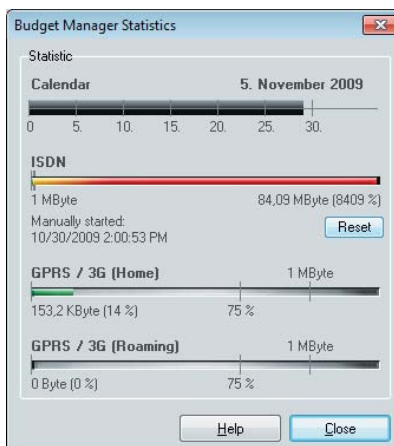 Budget Manager Statistics
Statistic
Calendar 5. November 2009
0 5. 10. 15. 20. 25. 30.
ISDN
1 MByte 84,09 MByte (8409 %)
Manually started:
10/30/2009 2:00:53 PM
Reset
GPRS / 3G (Home) 1 MByte
153,2 KByte (14 %) 75 %
GPRS / 3G (Roaming) 1 MByte
0 Byte (0 %) 75 %
Help Close